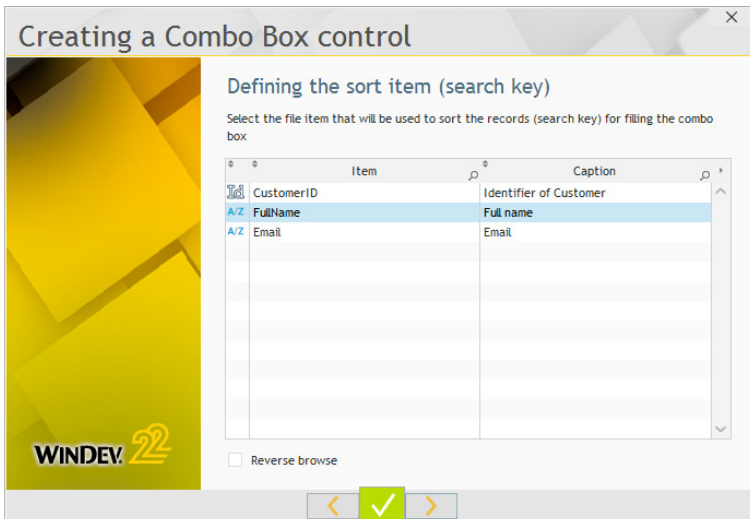 Creating a Combo Box control
Defining the sort item (search key)
Select the file item that will be used to sort the records (search key) for filling the combo
box
Item Caption
Id CustomerID Identifier of Customer
A/Z FullName Full name
A/Z Email Email
Reverse browse
WINDEV. 22